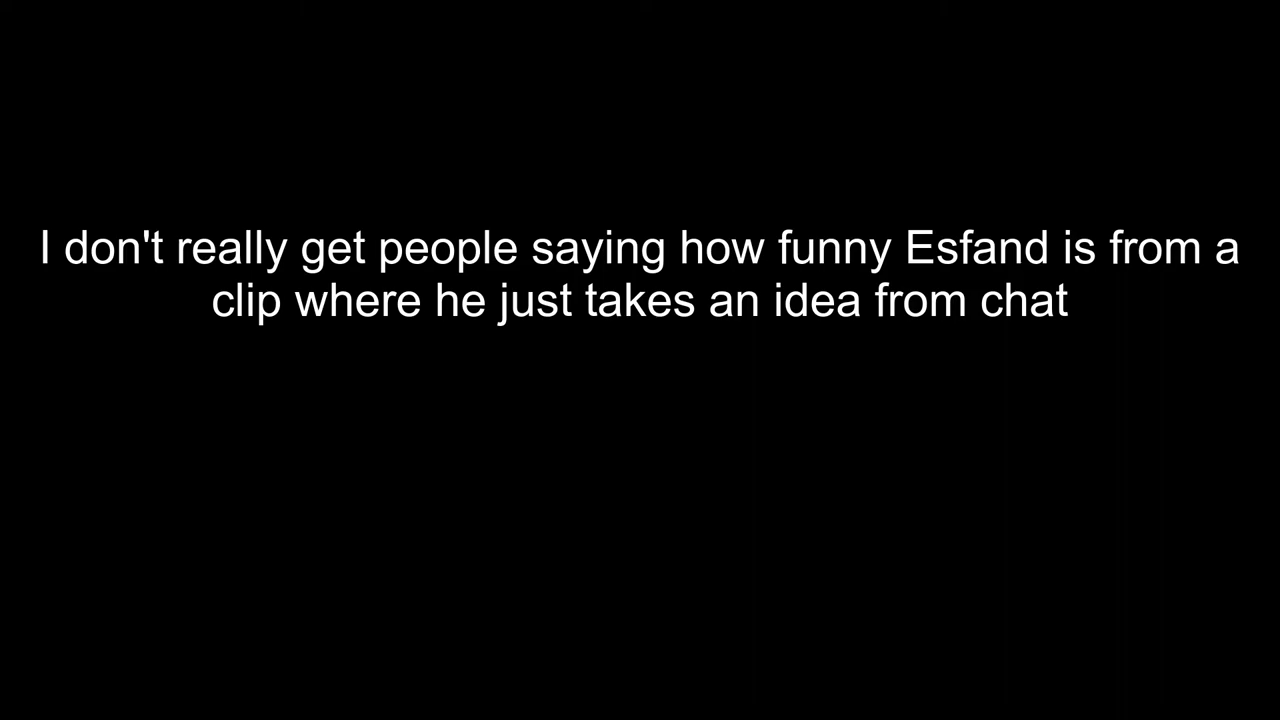 I don't really get people saying how funny Esfand is from a
clip where he just takes an idea from chat